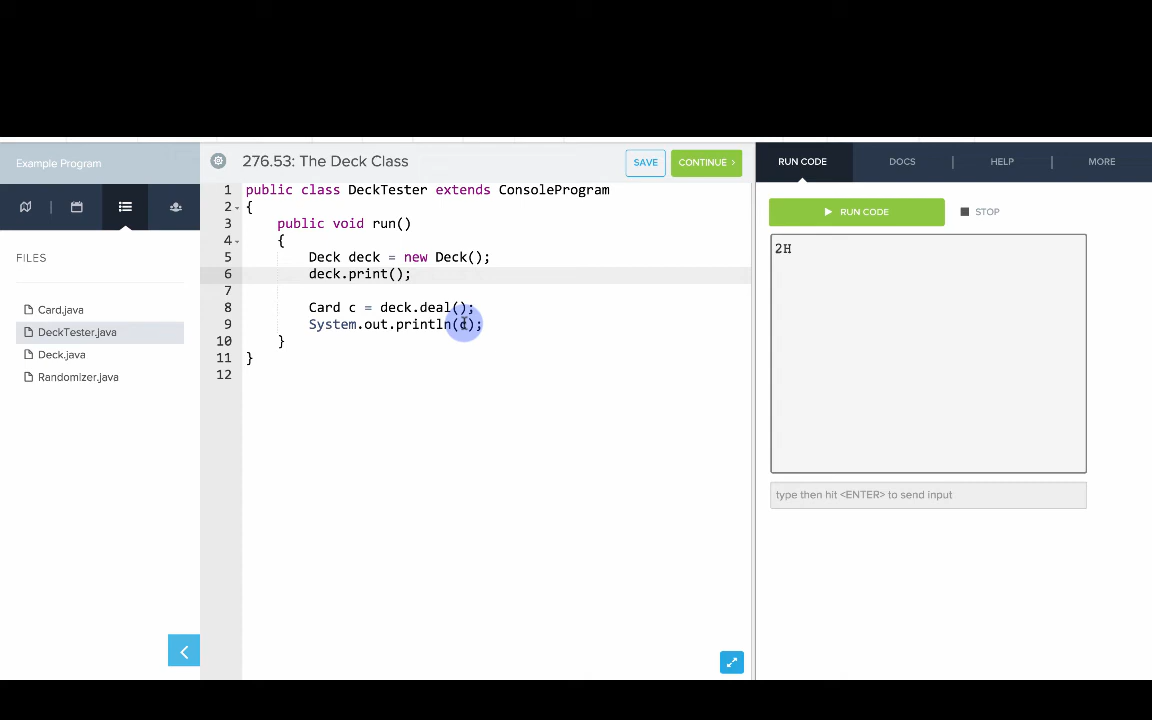 Example Program
276.53: The Deck Class
SAVE
CONTINUE >
RUN CODE
DOCS
HELP
MORE
FILES
Card.java
DeckTester.java
Deck.java
Randomizer.java
1 public class DeckTester extends ConsoleProgram
2 {
3 public void run()
4 {
5 Deck deck = new Deck();
6 deck.print();
7
8 Card c = deck.deal();
9 System.out.println(c);
10 }
11 }
12
RUN CODE
STOP
2H
type then hit <ENTER> to send input